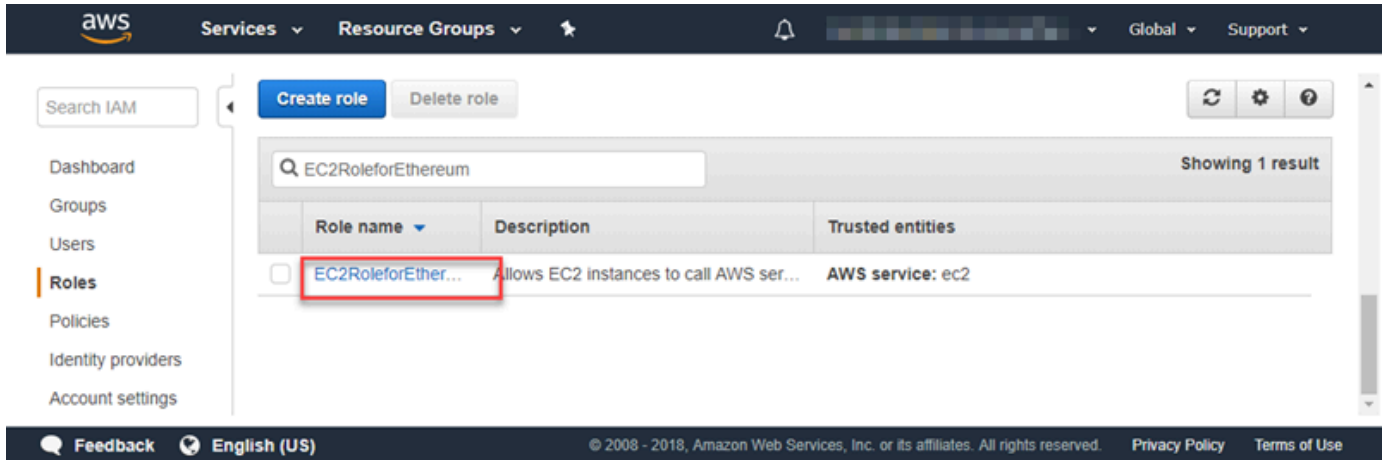 aws Services Resource Groups Global Support
Search IAM
Create role Delete role
Dashboard
Groups
Users
Roles
Policies
Identity providers
Account settings
EC2RoleforEthereum Showing 1 result
Role name Description Trusted entities
EC2RoleforEther... Allows EC2 instances to call AWS ser... AWS service: ec2
Feedback English (US) © 2008 - 2018, Amazon Web Services, Inc. or its affiliates. All rights reserved. Privacy Policy Terms of Use